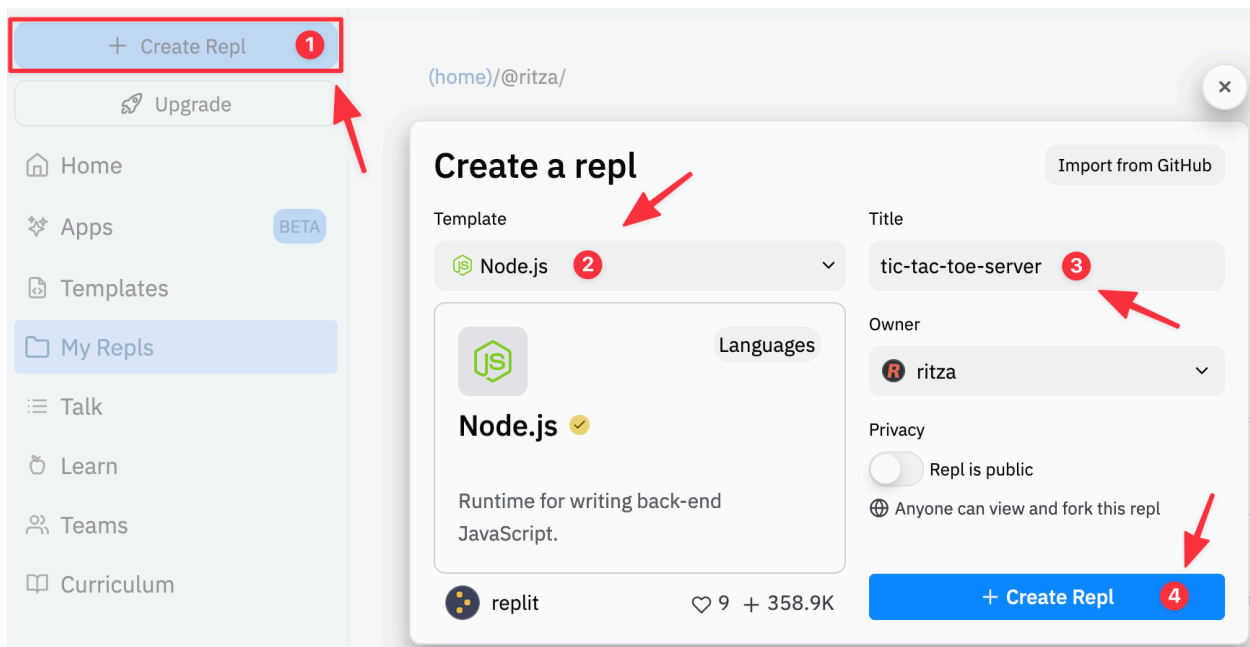 + Create Repl 1
Upgrade
Home
Apps BETA
Templates
My Repls
Talk
Learn
Teams
Curriculum
(home)/@ritza/
×
Create a repl
Import from GitHub
Template
JS Node.js 2
JS
Languages
Node.js
Runtime for writing back-end
JavaScript.
replit 9 + 358.9K
Title
tic-tac-toe-server 3
Owner
R ritza
Privacy
Repl is public
Anyone can view and fork this repl
+ Create Repl 4